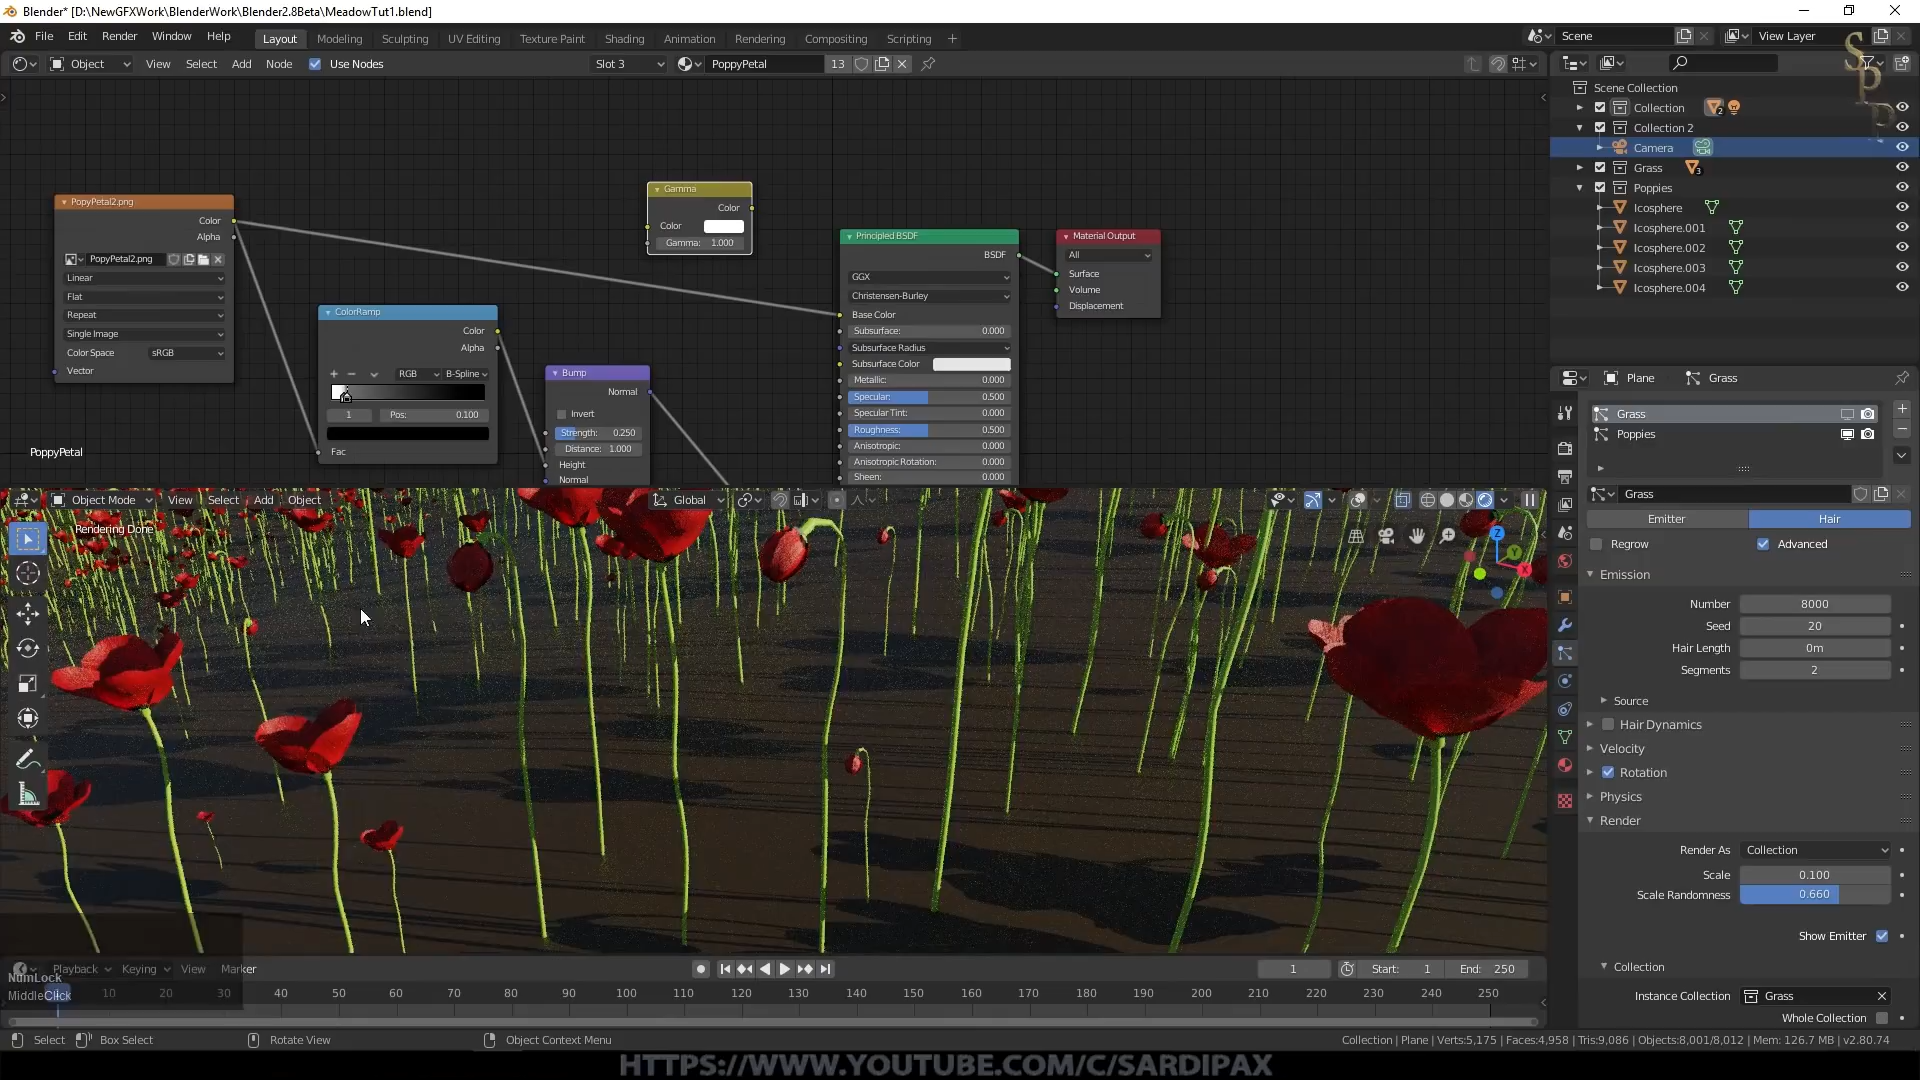 Blender* [D:\NewGFXWork\BlenderWork\Blender2.8Beta\MeadowTut1.blend]
File Edit Render Window Help Layout Modeling Sculpting UV Editing Texture Paint Shading Animation Rendering Compositing Scripting + Scene View Layer
Object View Select Add Node Use Nodes Slot 3 PoppyPetal 13
Scene Collection
Collection 2
Collection 2
Camera
Grass 3
Poppies
Icosphere
Icosphere.001
Icosphere.002
Icosphere.003
Icosphere.004
PopyPetal2.png
Color
Alpha
PopyPetal2.png
Linear
Flat
Repeat
Single Image
Color Space sRGB
Vector
ColorRamp
Color
Alpha
RGB B-Spline
1 Pos: 0.100
Fac
Bump
Normal
Invert
Strength: 0.250
Distance: 1.000
Height
Normal
Gamma
Color
Color
Gamma: 1.000
Principled BSDF
BSDF
GGX
Christensen-Burley
Base Color
Subsurface: 0.000
Subsurface Radius
Subsurface Color
Metallic: 0.000
Specular: 0.500
Specular Tint: 0.000
Roughness: 0.500
Anisotropic: 0.000
Anisotropic Rotation: 0.000
Sheen: 0.000
Material Output
All
Surface
Volume
Displacement
PoppyPetal
Plane Grass
Grass
Poppies
Grass
Emitter Hair
Regrow Advanced
Emission
Number 8000
Seed 20
Hair Length 0m
Segments 2
Source
Hair Dynamics
Velocity
Rotation
Physics
Render
Render As Collection
Scale 0.100
Scale Randomness 0.660
Show Emitter
Collection
Instance Collection Grass
Whole Collection
Object Mode View Select Add Object Global
Rendering Done
Z
Y
X
Playback Keying View Marker 1 Start: 1 End: 250
NumLock
MiddleClick
1 10 20 30 40 50 60 70 80 90 100 110 120 130 140 150 160 170 180 190 200 210 220 230 240 250
Select Box Select Rotate View Object Context Menu Collection | Plane | Verts:5,175 | Faces:4,958 | Tris:9,086 | Objects:8,001/8,012 | Mem: 126.7 MB | v2.80.74
HTTPS://WWW.YOUTUBE.COM/C/SARDIPAX